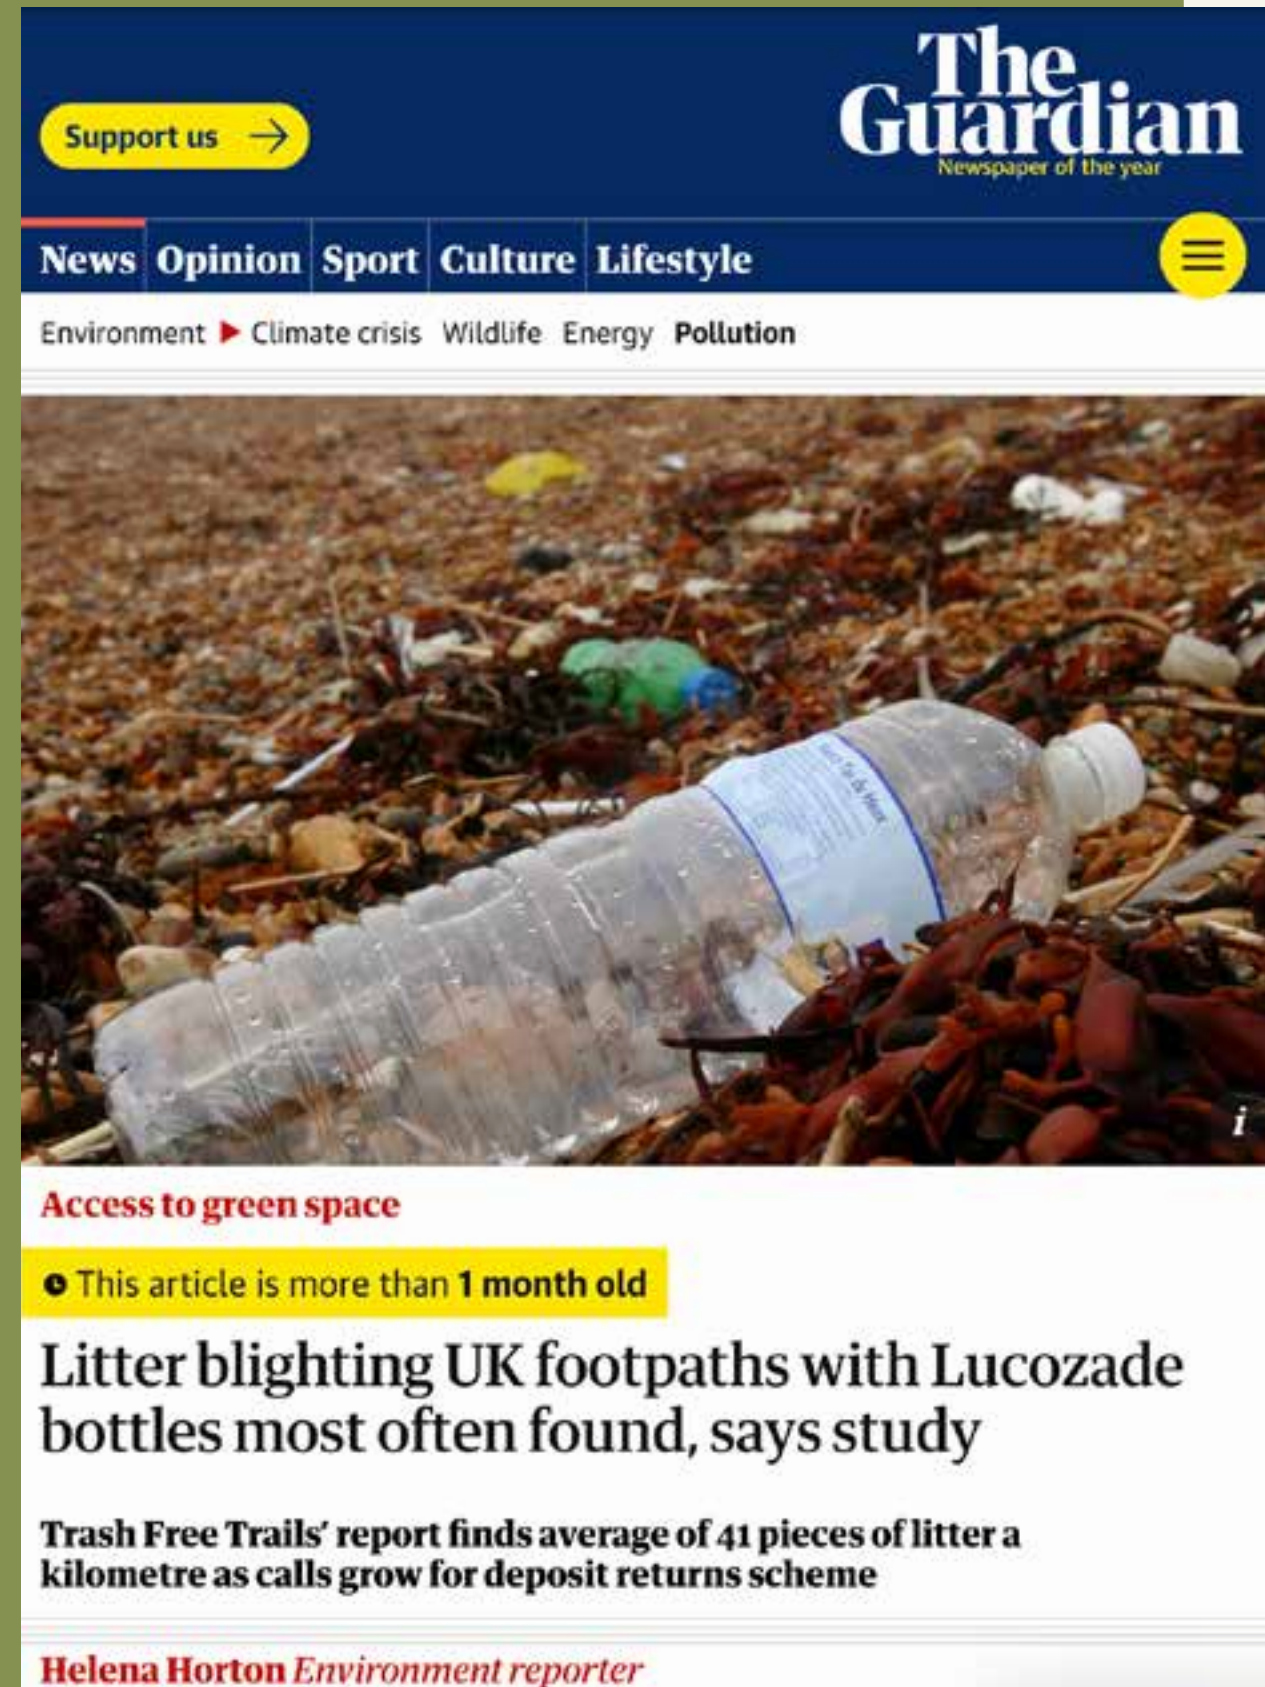 Support us
The
Guardian
Newspaper of the year
News Opinion Sport Culture Lifestyle
Environment Climate crisis Wildlife Energy Pollution
i
Access to green space
This article is more than 1 month old
Litter blighting UK footpaths with Lucozade
bottles most often found, says study
Trash Free Trails’ report finds average of 41 pieces of litter a
kilometre as calls grow for deposit returns scheme
Helena Horton Environment reporter